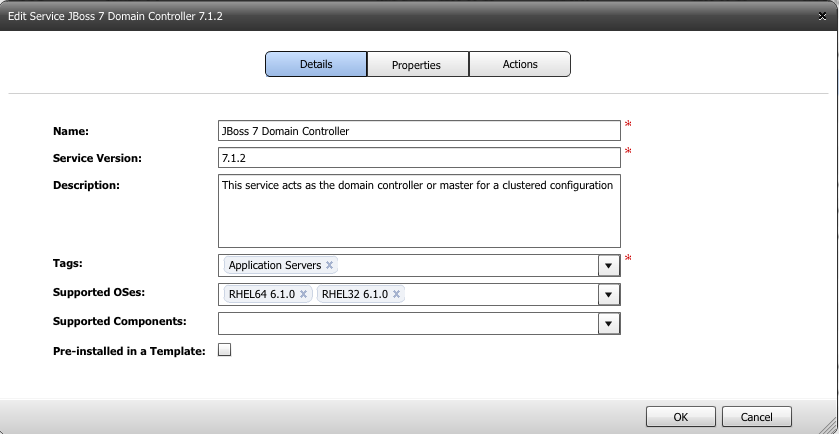 Edit Service JBoss 7 Domain Controller 7.1.2
Details Properties Actions
Name: JBoss 7 Domain Controller *
Service Version: 7.1.2 *
Description: This service acts as the domain controller or master for a clustered configuration
Tags: Application Servers x *
Supported OSes: RHEL64 6.1.0 x RHEL32 6.1.0 x
Supported Components:
Pre-installed in a Template:
OK Cancel